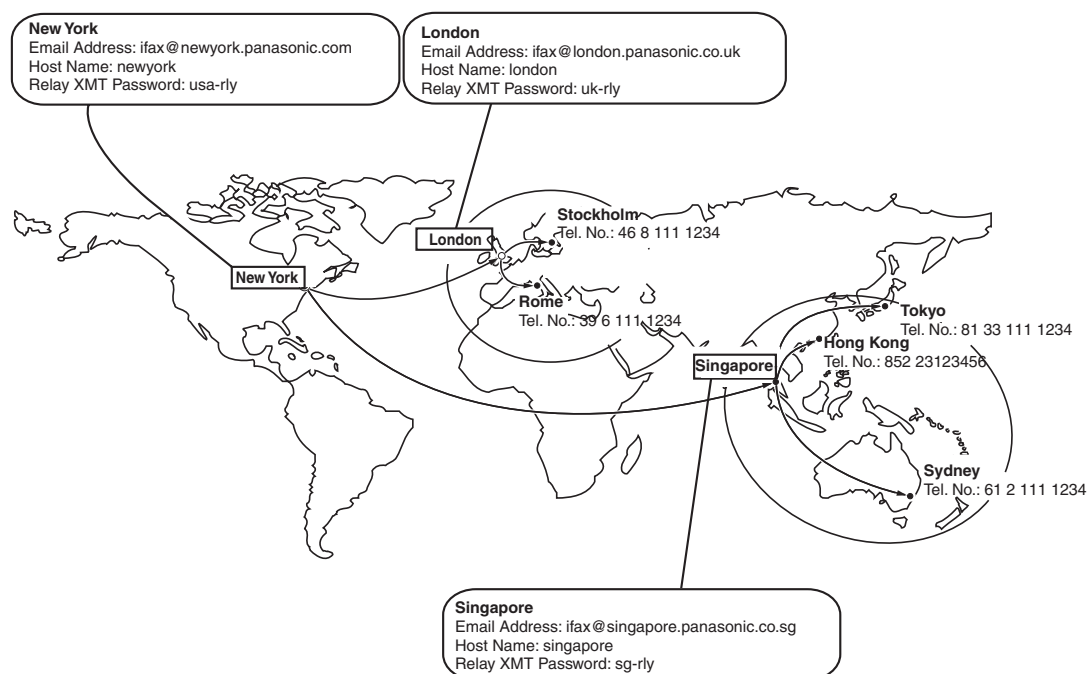 New York
Email Address: ifax@newyork.panasonic.com
Host Name: newyork
Relay XMT Password: usa-rly
London
Email Address: ifax@london.panasonic.co.uk
Host Name: london
Relay XMT Password: uk-rly
Stockholm
Tel. No.: 46 8 111 1234
London
New York
Rome
Tel. No.: 39 6 111 1234
Tokyo
Tel. No.: 81 33 111 1234
Hong Kong
Tel. No.: 852 23123456
Singapore
Sydney
Tel. No.: 61 2 111 1234
Singapore
Email Address: ifax@singapore.panasonic.co.sg
Host Name: singapore
Relay XMT Password: sg-rly